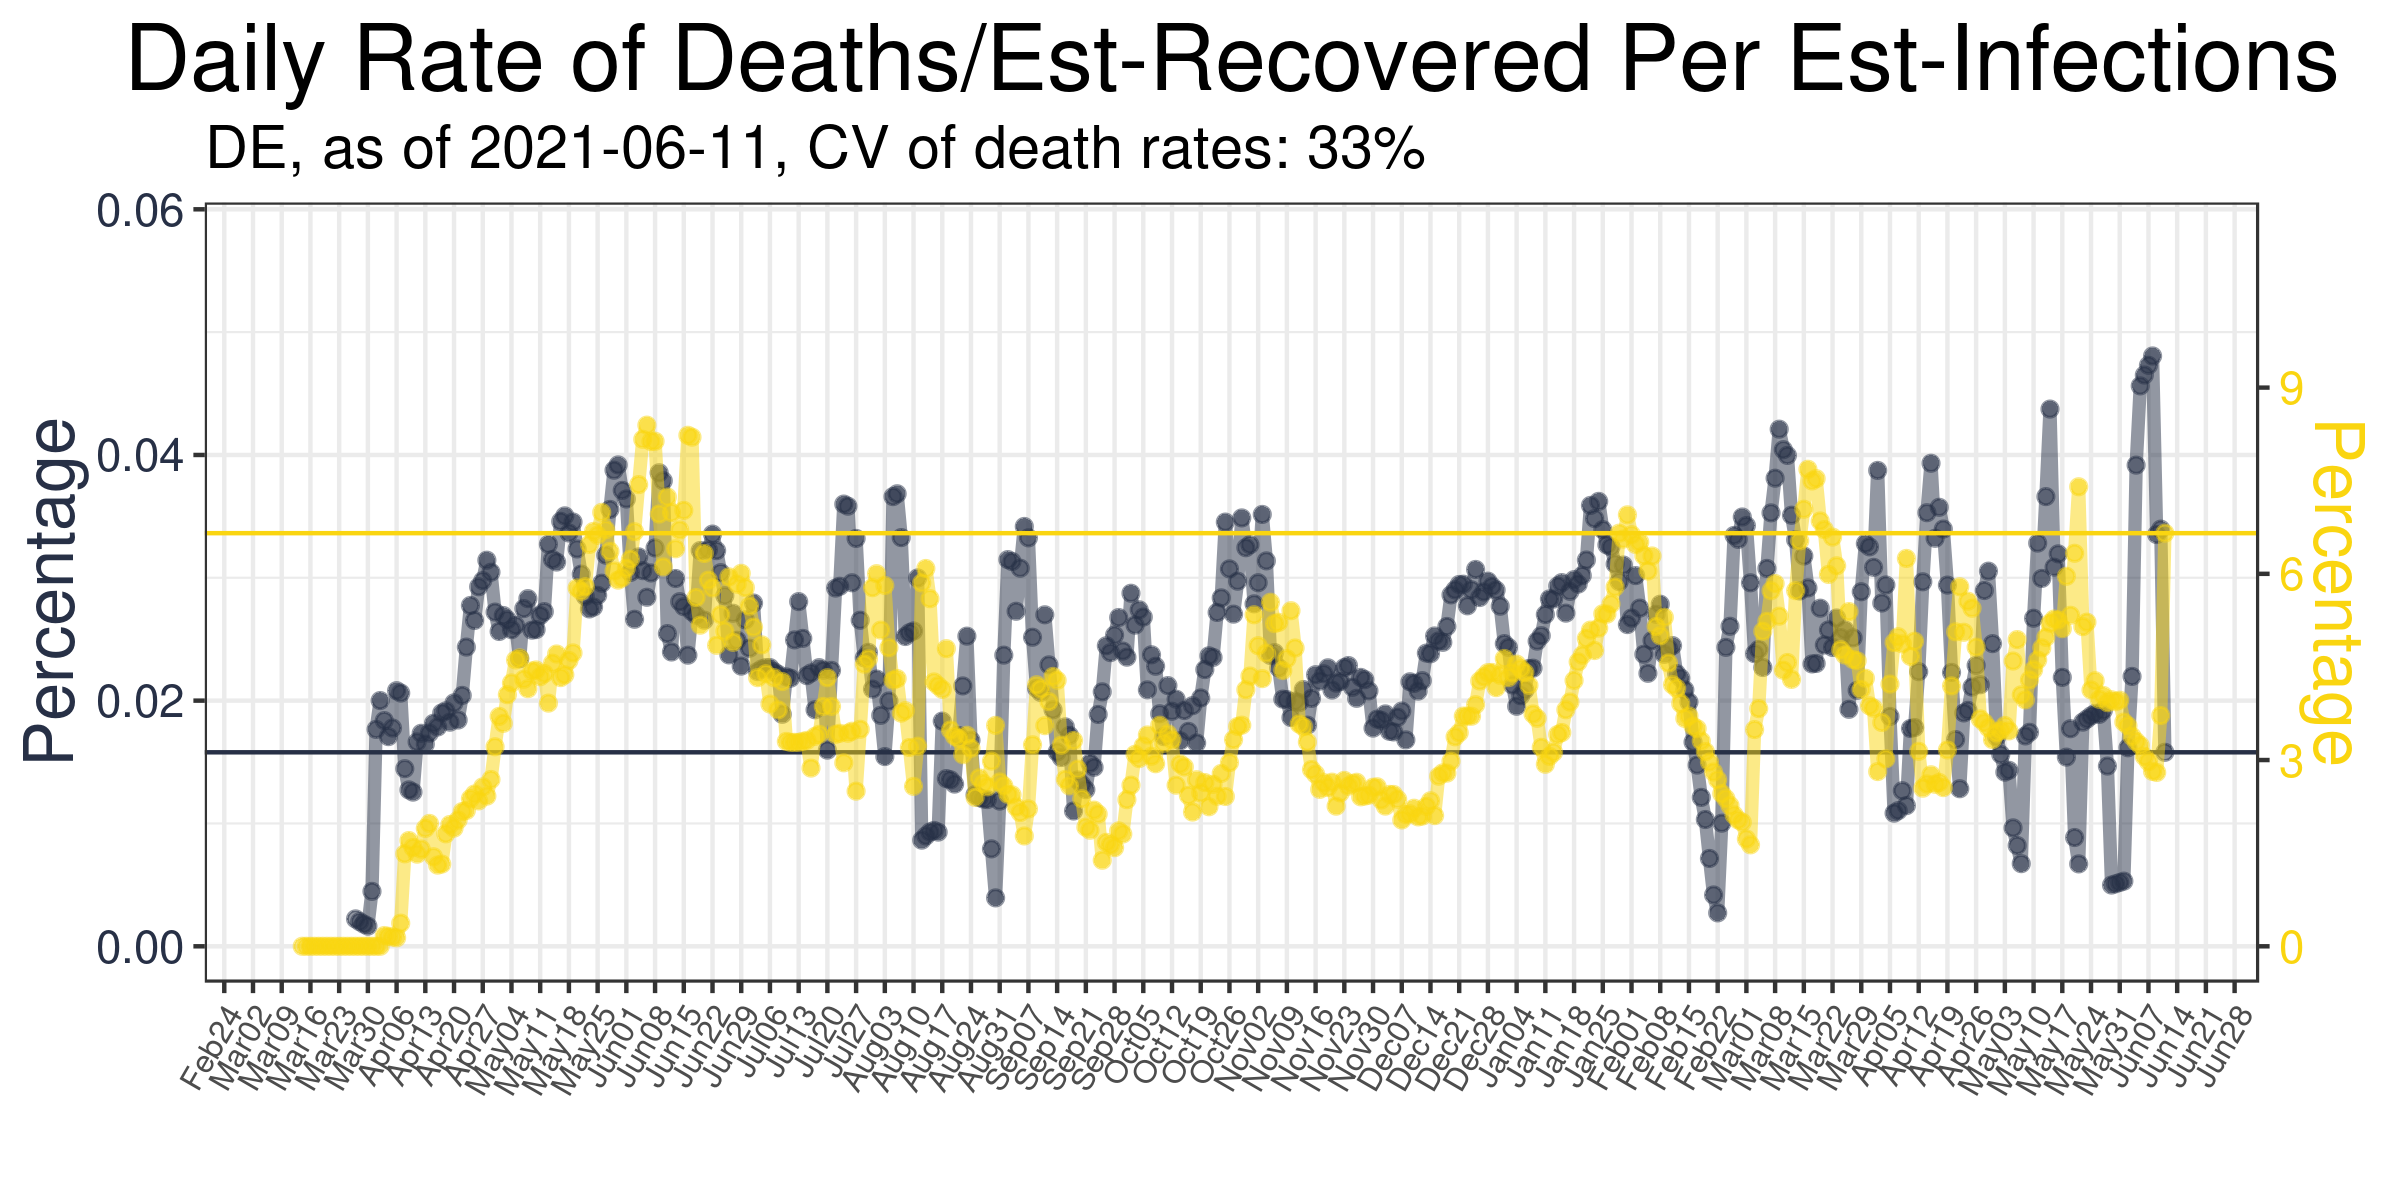 Daily Rate of Deaths/Est-Recovered Per Est-Infections
DE, as of 2021-06-11, CV of death rates: 33%
Percentage
0.06
0.04
0.02
0.00
9
6
3
0
Percentage
Feb24
Mar02
Mar09
Mar16
Mar23
Mar30
Apr06
Apr13
Apr20
Apr27
May04
May11
May18
May25
Jun01
Jun08
Jun15
Jun22
Jun29
Jul06
Jul13
Jul20
Jul27
Aug03
Aug10
Aug17
Aug24
Aug31
Sep07
Sep14
Sep21
Sep28
Oct05
Oct12
Oct19
Oct26
Nov02
Nov09
Nov16
Nov23
Nov30
Dec07
Dec14
Dec21
Dec28
Jan04
Jan11
Jan18
Jan25
Feb01
Feb08
Feb15
Feb22
Mar01
Mar08
Mar15
Mar22
Mar29
Apr05
Apr12
Apr19
Apr26
May03
May10
May17
May24
May31
Jun07
Jun14
Jun21
Jun28